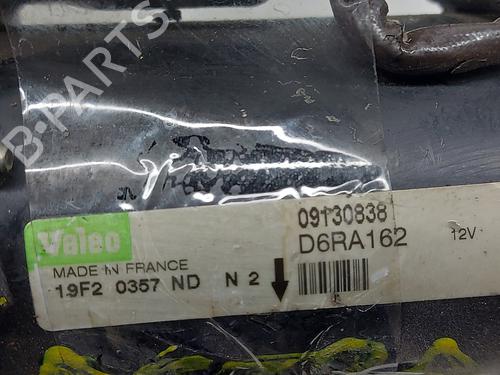 B-PARTS
09130838
Valeo
D6RA162
12V
MADE IN FRANCE
19F2 0357 ND N 2